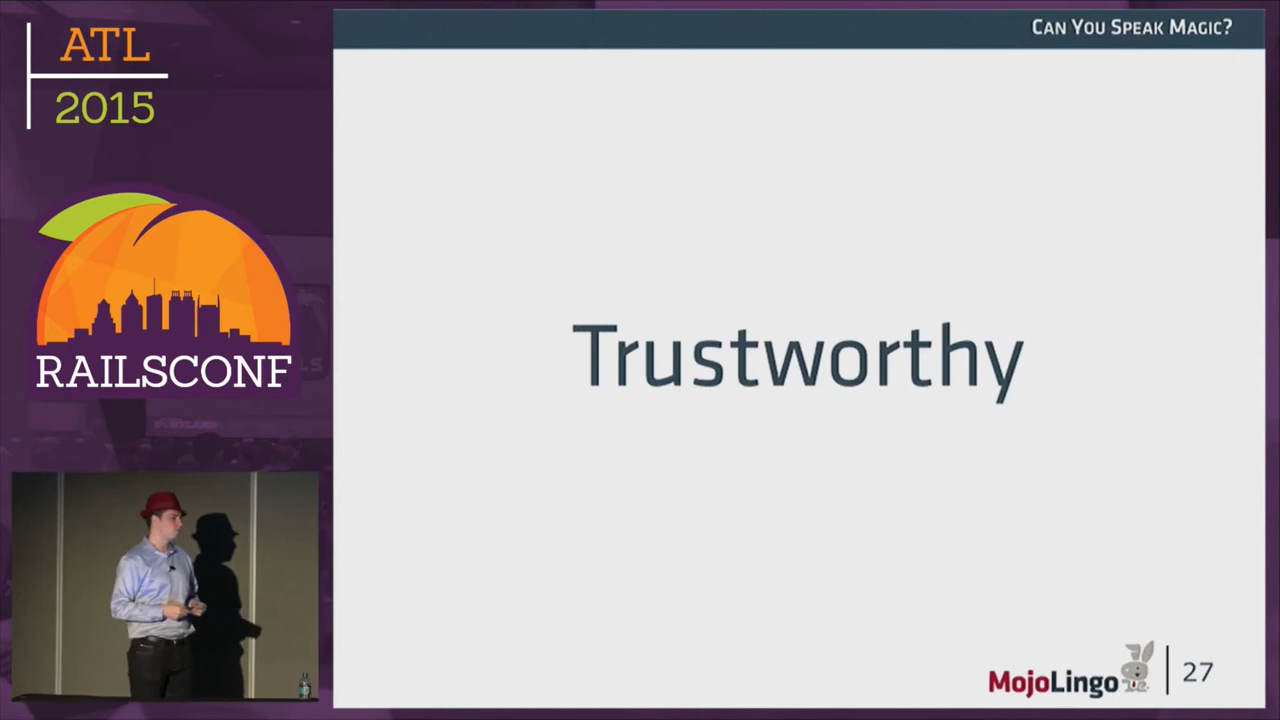 ATL
2015
RAILSCONF
CAN YOU SPEAK MAGIC?
Trustworthy
MojoLingo
27